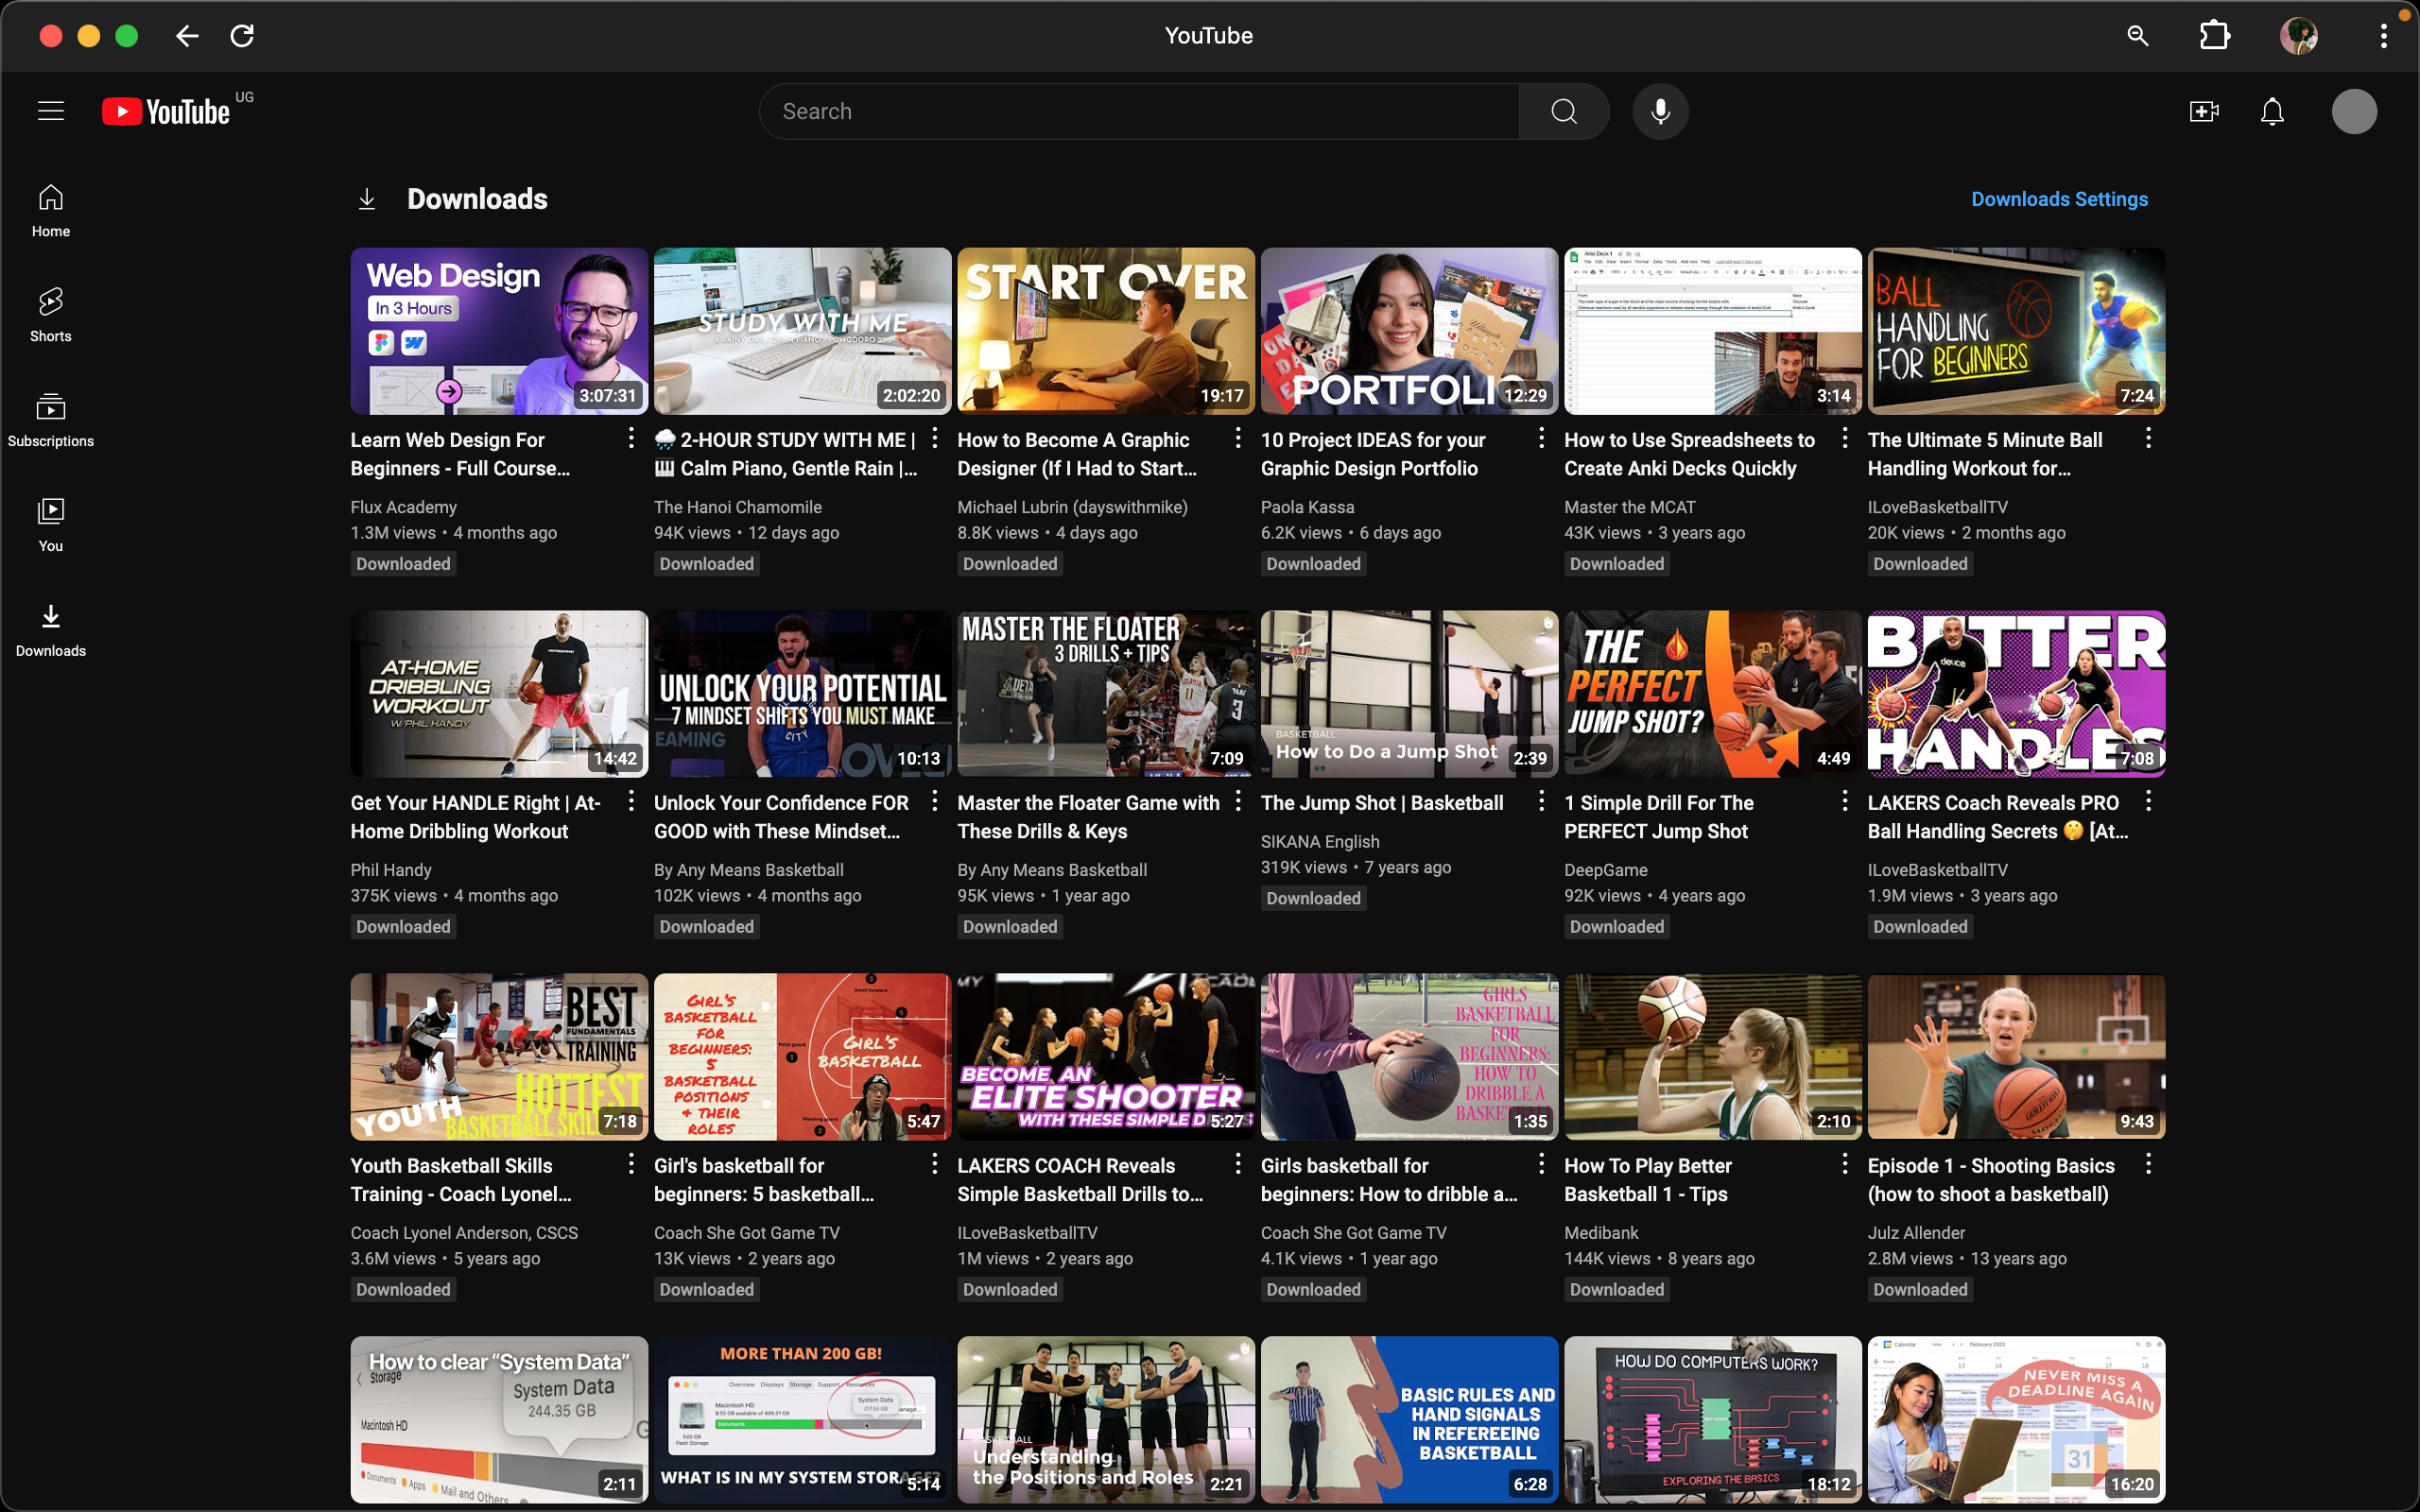 YouTube
YouTube UG
Search
Downloads
Downloads Settings
Home
Shorts
Subscriptions
You
Downloads
Web Design
In 3 Hours
3:07:31
STUDY WITH ME
2:02:20
START OVER
19:17
PORTFOLIO
12:29
Anki Deck 1
3:14
BALL
HANDLING
FOR BEGINNERS
7:24
Learn Web Design For
Beginners - Full Course...
Flux Academy
1.3M views • 4 months ago
Downloaded
🌧️ 2-HOUR STUDY WITH ME |
🎹 Calm Piano, Gentle Rain |...
The Hanoi Chamomile
94K views • 12 days ago
Downloaded
How to Become A Graphic
Designer (If I Had to Start...
Michael Lubrin (dayswithmike)
8.8K views • 4 days ago
Downloaded
10 Project IDEAS for your
Graphic Design Portfolio
Paola Kassa
6.2K views • 6 days ago
Downloaded
How to Use Spreadsheets to
Create Anki Decks Quickly
Master the MCAT
43K views • 3 years ago
Downloaded
The Ultimate 5 Minute Ball
Handling Workout for...
ILoveBasketballTV
20K views • 2 months ago
Downloaded
AT-HOME
DRIBBLING
WORKOUT
W/PHIL HANDY
14:42
UNLOCK YOUR POTENTIAL
7 MINDSET SHIFTS YOU MUST MAKE
10:13
MASTER THE FLOATER
3 DRILLS + TIPS
7:09
BASKETBALL
How to Do a Jump Shot
2:39
THE
PERFECT
JUMP SHOT?
4:49
BETTER
deuce
HANDLES
7:08
Get Your HANDLE Right | At-
Home Dribbling Workout
Phil Handy
375K views • 4 months ago
Downloaded
Unlock Your Confidence FOR
GOOD with These Mindset...
By Any Means Basketball
102K views • 4 months ago
Downloaded
Master the Floater Game with
These Drills & Keys
By Any Means Basketball
95K views • 1 year ago
Downloaded
The Jump Shot | Basketball
SIKANA English
319K views • 7 years ago
Downloaded
1 Simple Drill For The
PERFECT Jump Shot
DeepGame
92K views • 4 years ago
Downloaded
LAKERS Coach Reveals PRO
Ball Handling Secrets 🤫 [At...
ILoveBasketballTV
1.9M views • 3 years ago
Downloaded
BEST
FUNDAMENTALS
TRAINING
HOTTEST
YOUTH
BASKETBALL SKIL
7:18
GIRL'S
BASKETBALL
FOR
BEGINNERS:
5
BASKETBALL
POSITIONS
& THEIR
ROLES
GIRL'S
BASKETBALL
5:47
BECOME AN
ELITE SHOOTER
WITH THESE SIMPLE D
5:27
GIRLS
BASKETBALL
FOR
BEGINNERS:
HOW TO
DRIBBLE A
BASKETBALL
1:35
2:10
9:43
Youth Basketball Skills
Training - Coach Lyonel...
Coach Lyonel Anderson, CSCS
3.6M views • 5 years ago
Downloaded
Girl's basketball for
beginners: 5 basketball...
Coach She Got Game TV
13K views • 2 years ago
Downloaded
LAKERS COACH Reveals
Simple Basketball Drills to...
ILoveBasketballTV
1M views • 2 years ago
Downloaded
Girls basketball for
beginners: How to dribble a...
Coach She Got Game TV
4.1K views • 1 year ago
Downloaded
How To Play Better
Basketball 1 - Tips
Medibank
144K views • 8 years ago
Downloaded
Episode 1 - Shooting Basics
(how to shoot a basketball)
Julz Allender
2.8M views • 13 years ago
Downloaded
How to clear “System Data”
Storage
System Data
244.35 GB
Macintosh HD
Documents Apps Mail and Others
2:11
MORE THAN 200 GB!
Overview Displays Storage Support Resources
Macintosh HD
System Data
WHAT IS IN MY SYSTEM STORAGE?
5:14
BASKETBALL
Understanding
the Positions and Roles
2:21
BASIC RULES AND
HAND SIGNALS
IN REFEREEING
BASKETBALL
6:28
HOW DO COMPUTERS WORK?
EXPLORING THE BASICS
18:12
Calendar
February 2023
NEVER MISS A
DEADLINE AGAIN
31
16:20